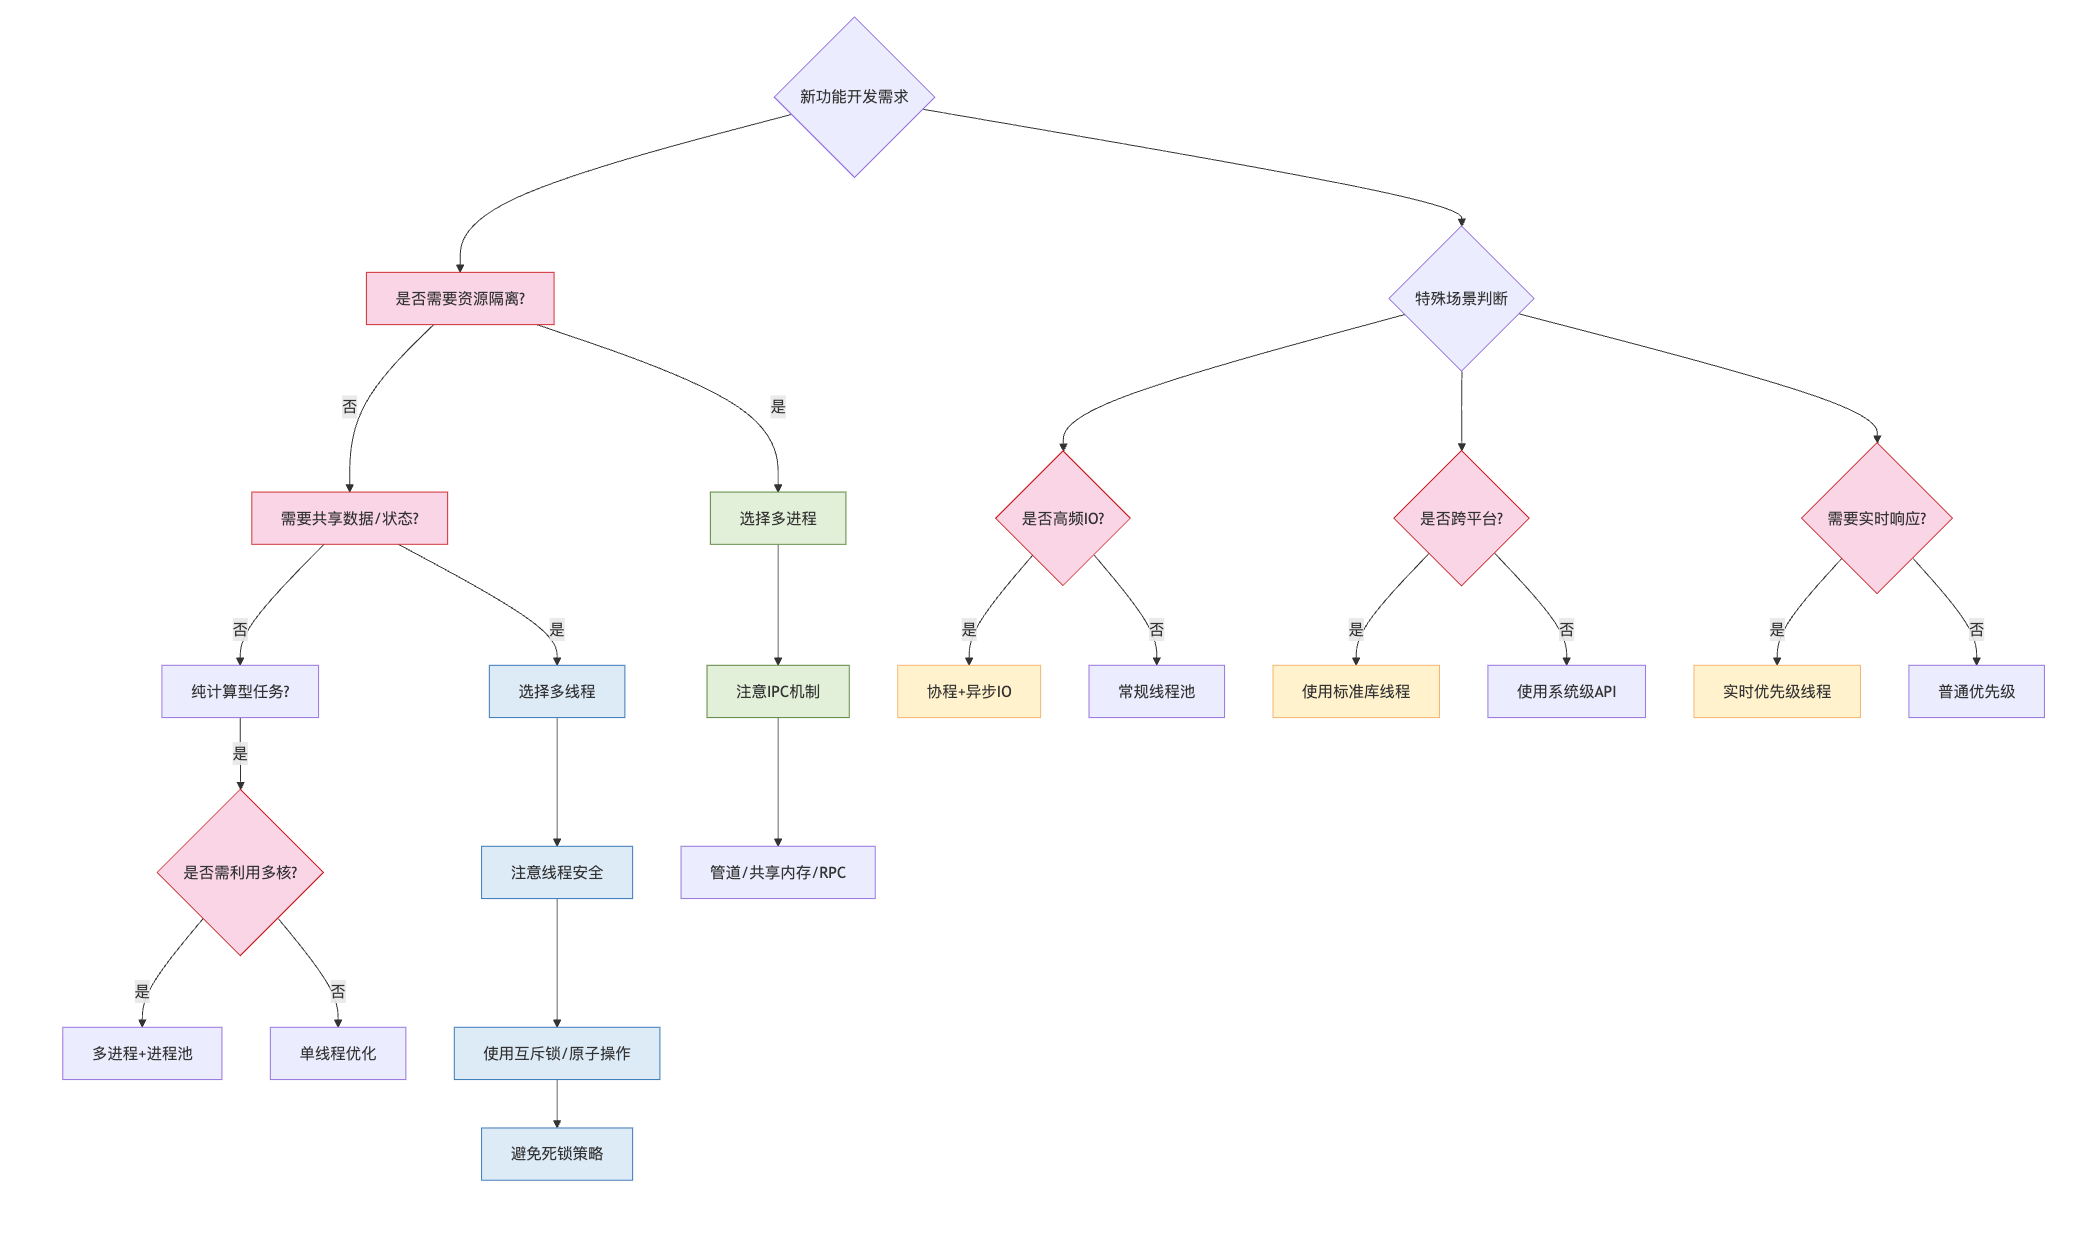 新功能开发需求
是否需要资源隔离?
特殊场景判断
否
是
需要共享数据/状态?
选择多进程
是否高频IO?
是否跨平台?
需要实时响应?
否
是
是
否
是
否
是
否
纯计算型任务?
选择多线程
注意IPC机制
协程+异步IO
常规线程池
使用标准库线程
使用系统级API
实时优先级线程
普通优先级
是
是否需利用多核?
注意线程安全
管道/共享内存/RPC
是
否
多进程+进程池
单线程优化
使用互斥锁/原子操作
避免死锁策略